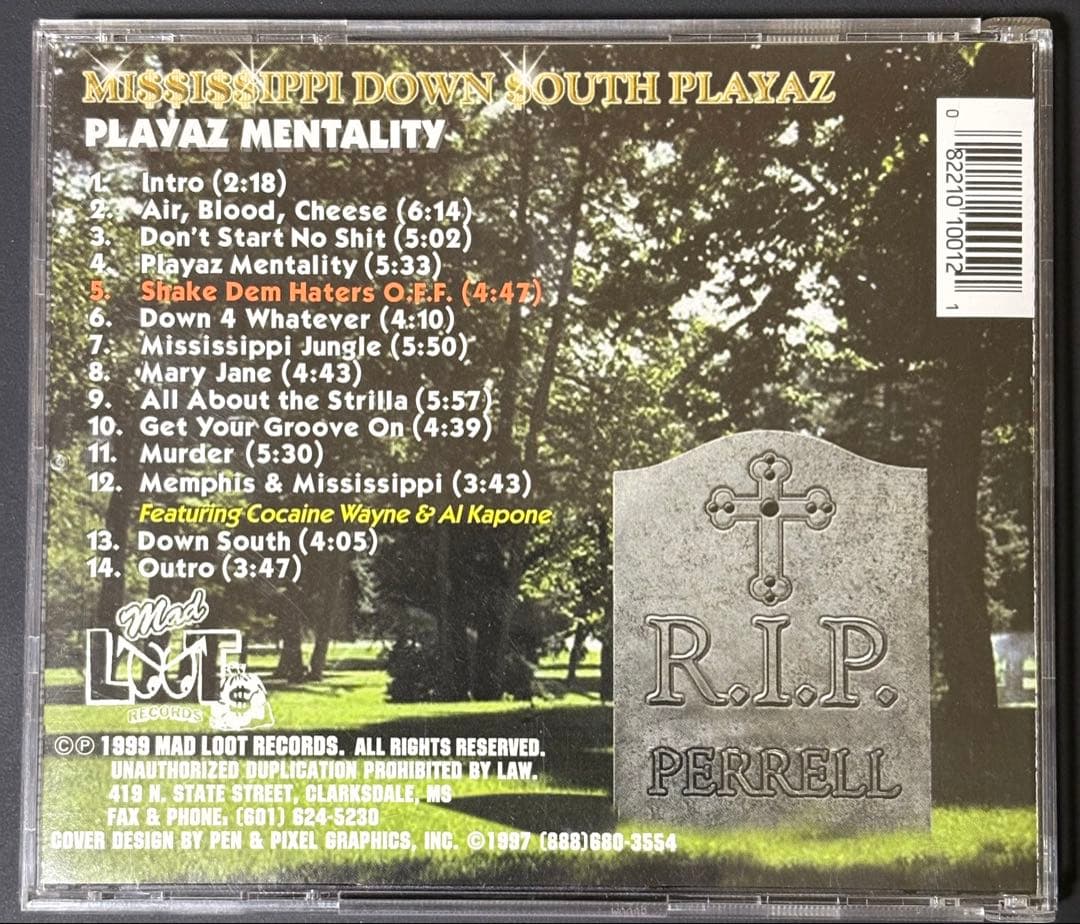 MI$$I$$IPPI DOWN $OUTH PLAYAZ
PLAYAZ MENTALITY
1. Intro (2:18)
2. Air, Blood, Cheese (6:14)
3. Don't Start No Shit (5:02)
4. Playaz Mentality (5:33)
5. Shake Dem Haters O.F.F. (4:47)
6. Down 4 Whatever (4:10)
7. Mississippi Jungle (5:50)
8. Mary Jane (4:43)
9. All About the Strilla (5:57)
10. Get Your Groove On (4:39)
11. Murder (5:30)
12. Memphis & Mississippi (3:43)
Featuring Cocaine Wayne & Al Kapone
13. Down South (4:05)
14. Outro (3:47)
0 82210 10012 1
R.I.P.
PERRELL
Mad
LOOT
$
RECORDS
©℗ 1999 MAD LOOT RECORDS. ALL RIGHTS RESERVED.
UNAUTHORIZED DUPLICATION PROHIBITED BY LAW.
419 N. STATE STREET, CLARKSDALE, MS
FAX & PHONE: (601) 624-5230
COVER DESIGN BY PEN & PIXEL GRAPHICS, INC. ©1997 (888)680-3554